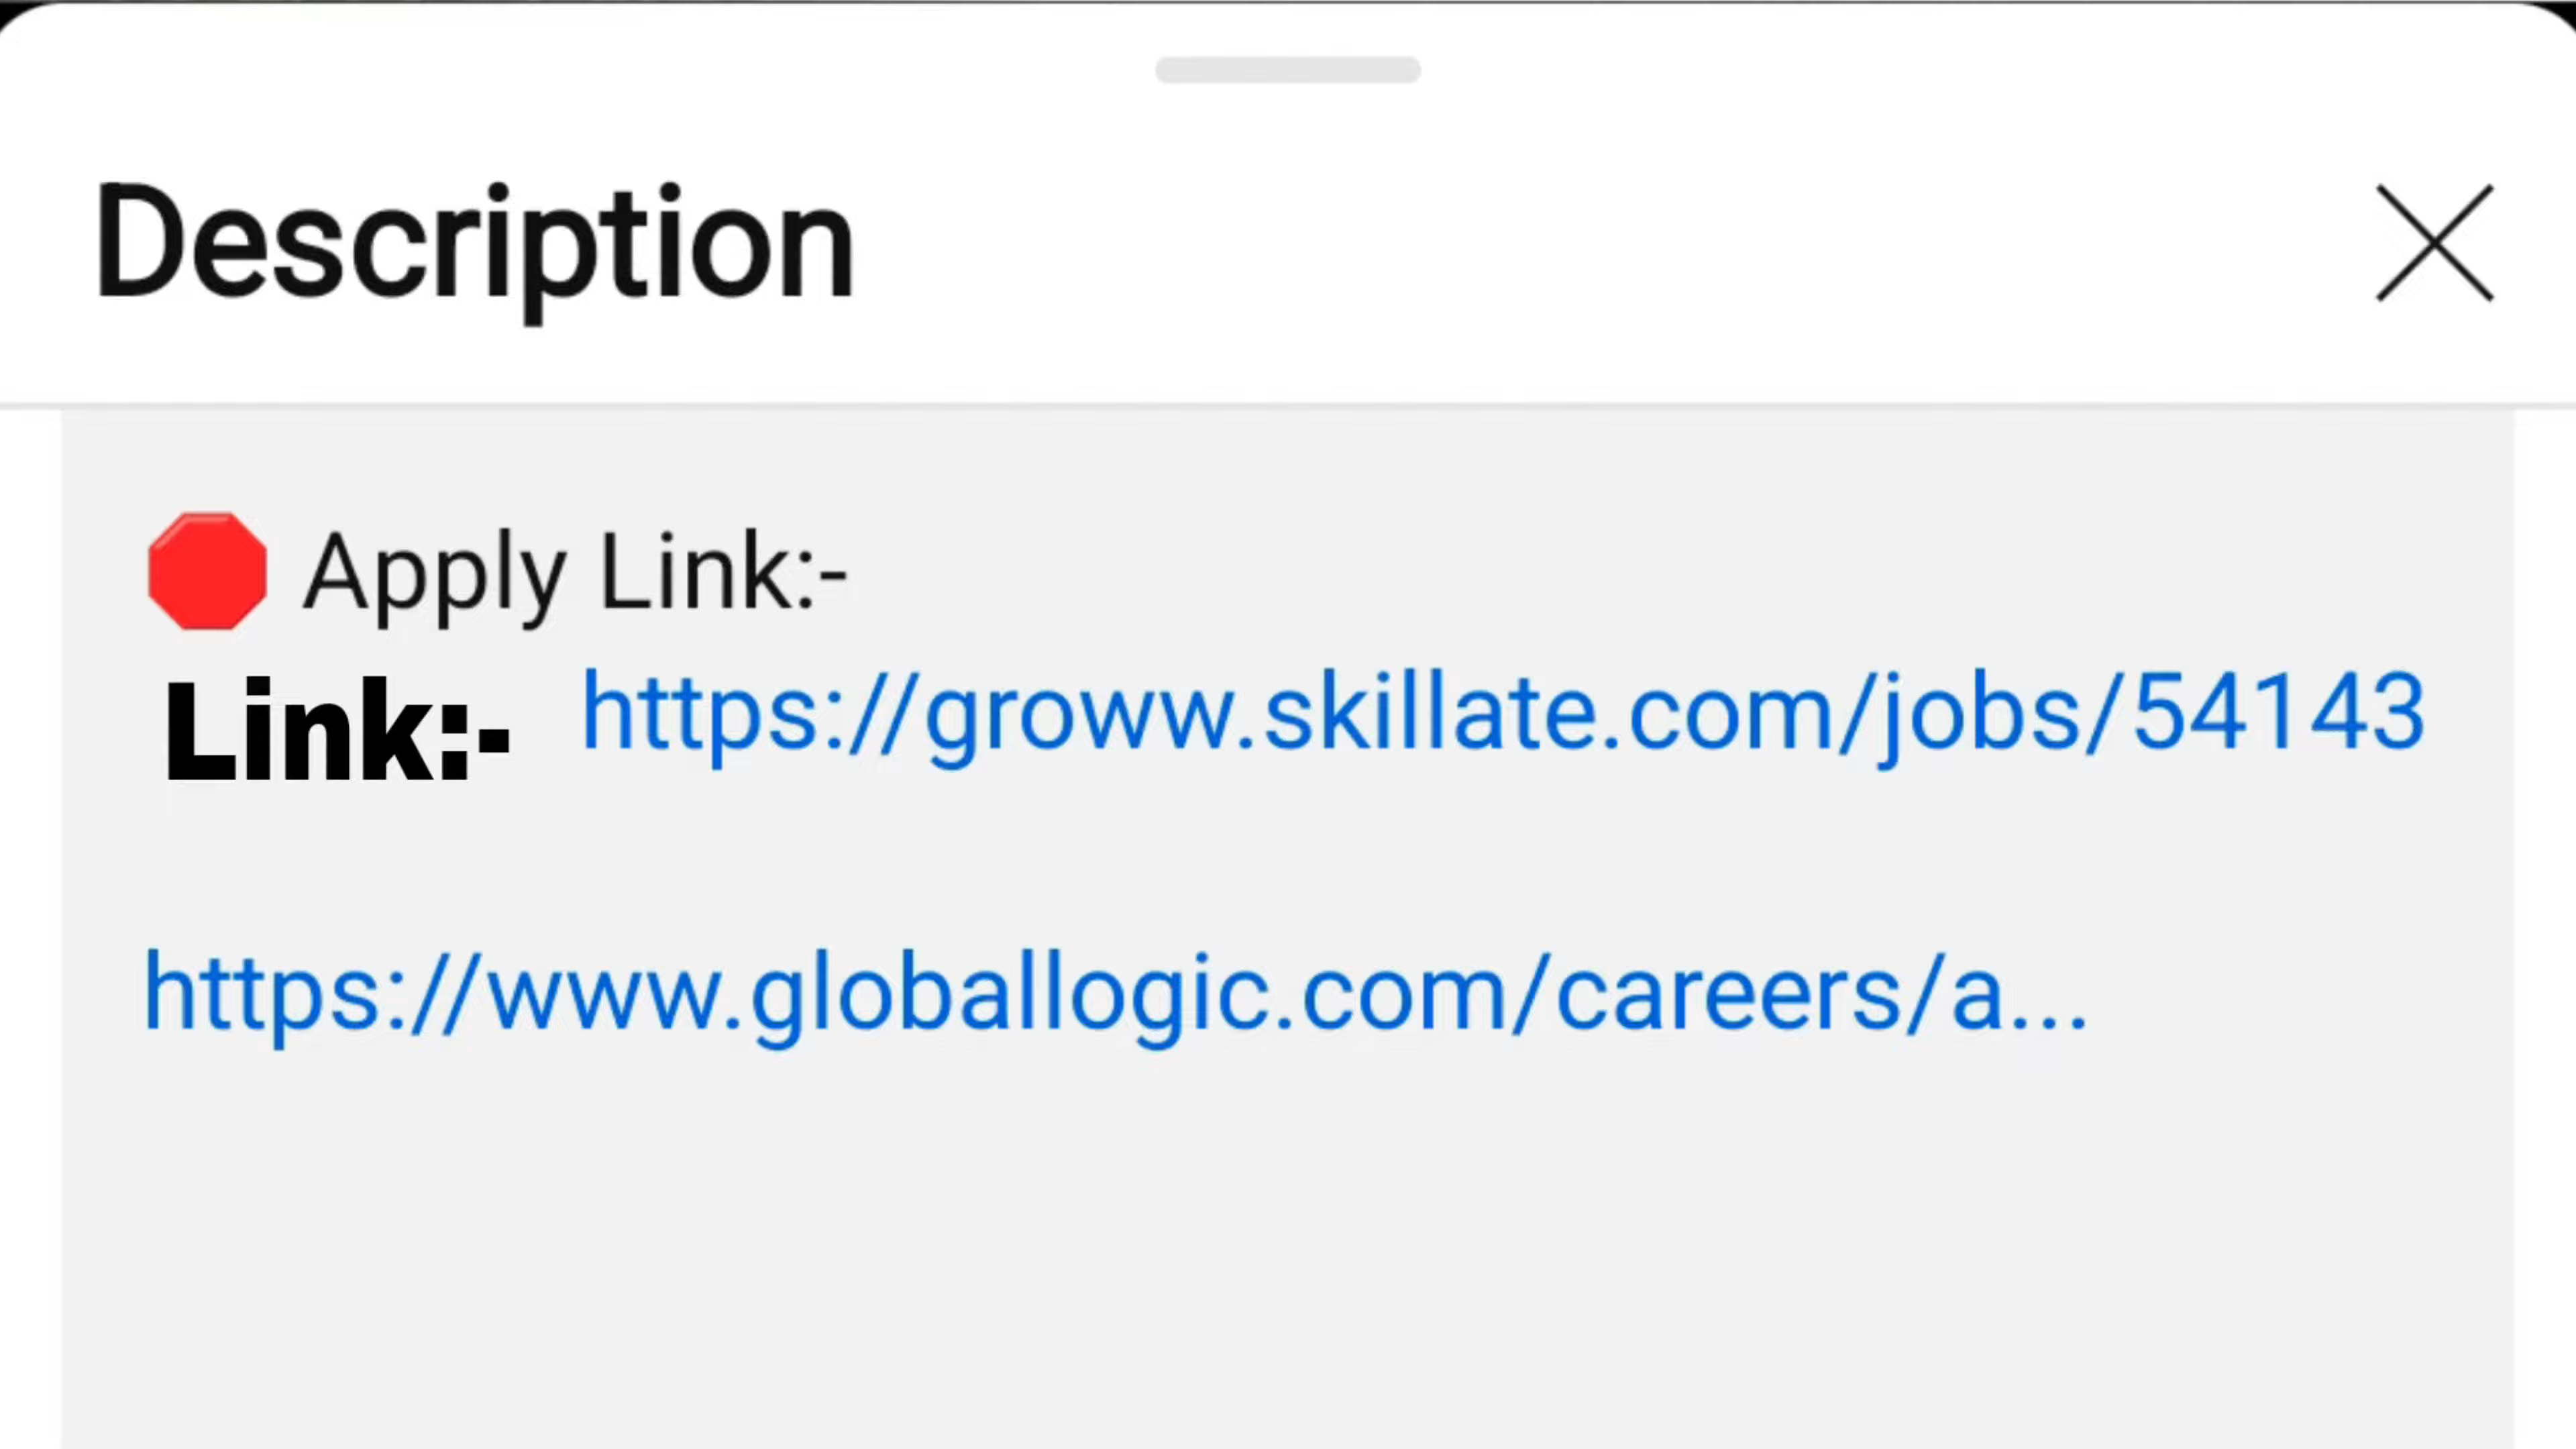 Description
🛑 Apply Link:-
Link:- https://groww.skillate.com/jobs/54143
https://www.globallogic.com/careers/a...